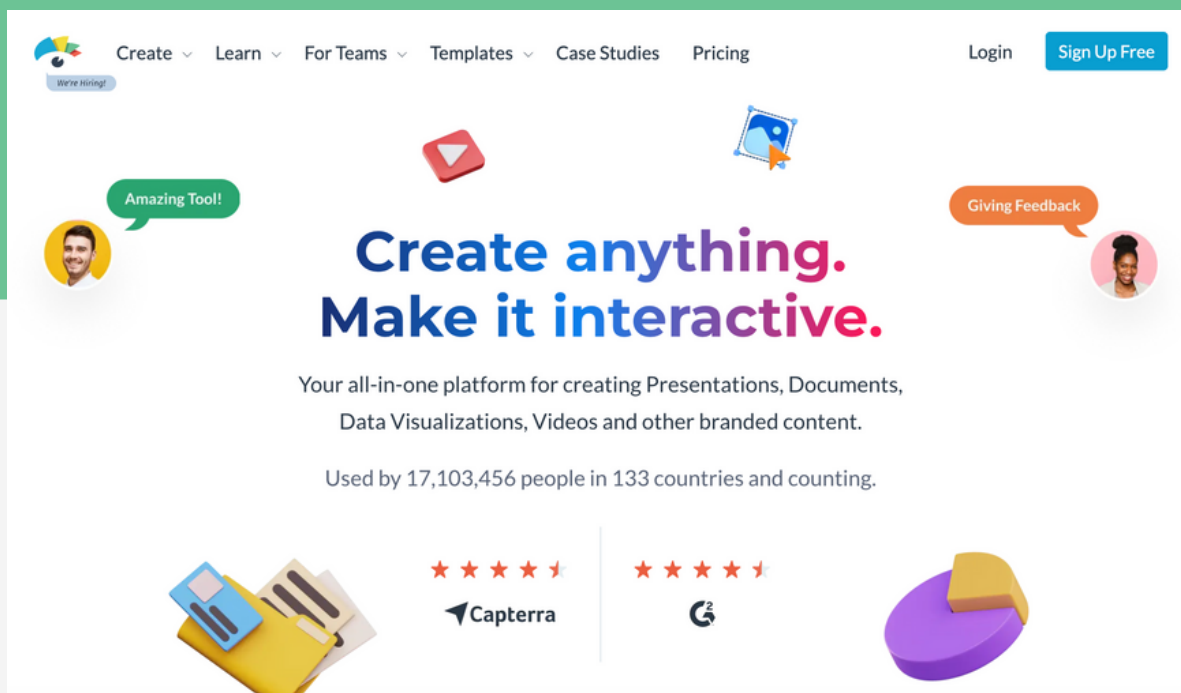 Create
Learn
For Teams
Templates
Case Studies
Pricing
Login
Sign Up Free
We're Hiring!
Amazing Tool!
Giving Feedback
Create anything.
Make it interactive.
Your all-in-one platform for creating Presentations, Documents,
Data Visualizations, Videos and other branded content.
Used by 17,103,456 people in 133 countries and counting.
Capterra
G2